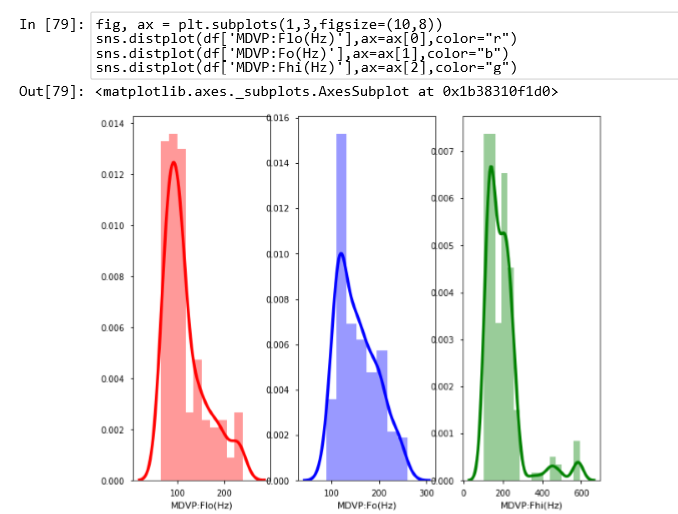 In [79]: fig, ax = plt.subplots(1,3,figsize=(10,8))
sns.distplot(df['MDVP:Flo(Hz)'],ax=ax[0],color="r")
sns.distplot(df['MDVP:Fo(Hz)'],ax=ax[1],color="b")
sns.distplot(df['MDVP:Fhi(Hz)'],ax=ax[2],color="g")
Out[79]: <matplotlib.axes._subplots.AxesSubplot at 0x1b38310f1d0>
0.014
0.012
0.010
0.008
0.006
0.004
0.002
0.000
100 200
MDVP:Flo(Hz)
0.016
0.014
0.012
0.010
0.008
0.006
0.004
0.002
0.000
100 200 300
MDVP:Fo(Hz)
0.007
0.006
0.005
0.004
0.003
0.002
0.001
0.000
0 200 400 600
MDVP:Fhi(Hz)